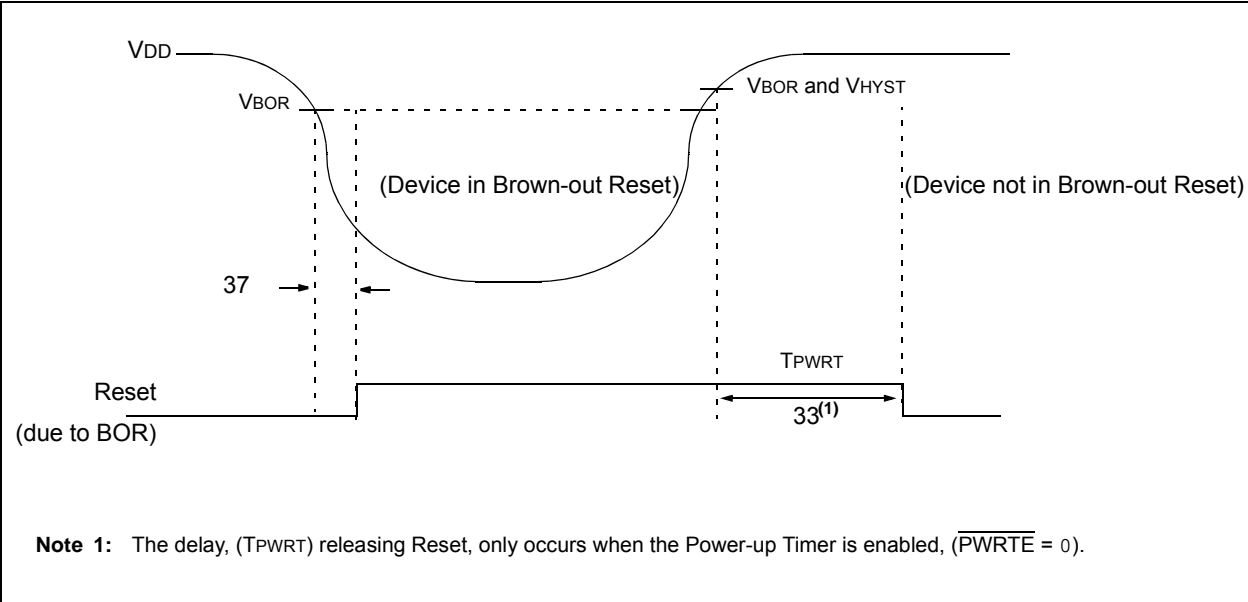 VDD
VBOR
VBOR and VHYST
(Device in Brown-out Reset)
(Device not in Brown-out Reset)
37
TPWRT
Reset
33(1)
(due to BOR)
Note 1: The delay, (TPWRT) releasing Reset, only occurs when the Power-up Timer is enabled, (PWRTE = 0).